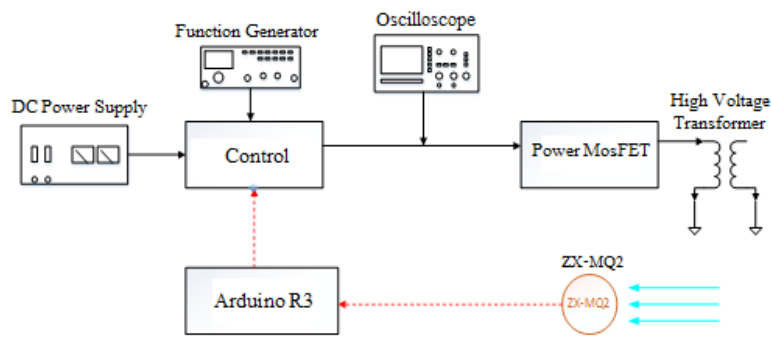 Oscilloscope
Function Generator
DC Power Supply
High Voltage
Transformer
Control
Power MosFET
ZX-MQ2
Arduino R3
ZX-MQ2